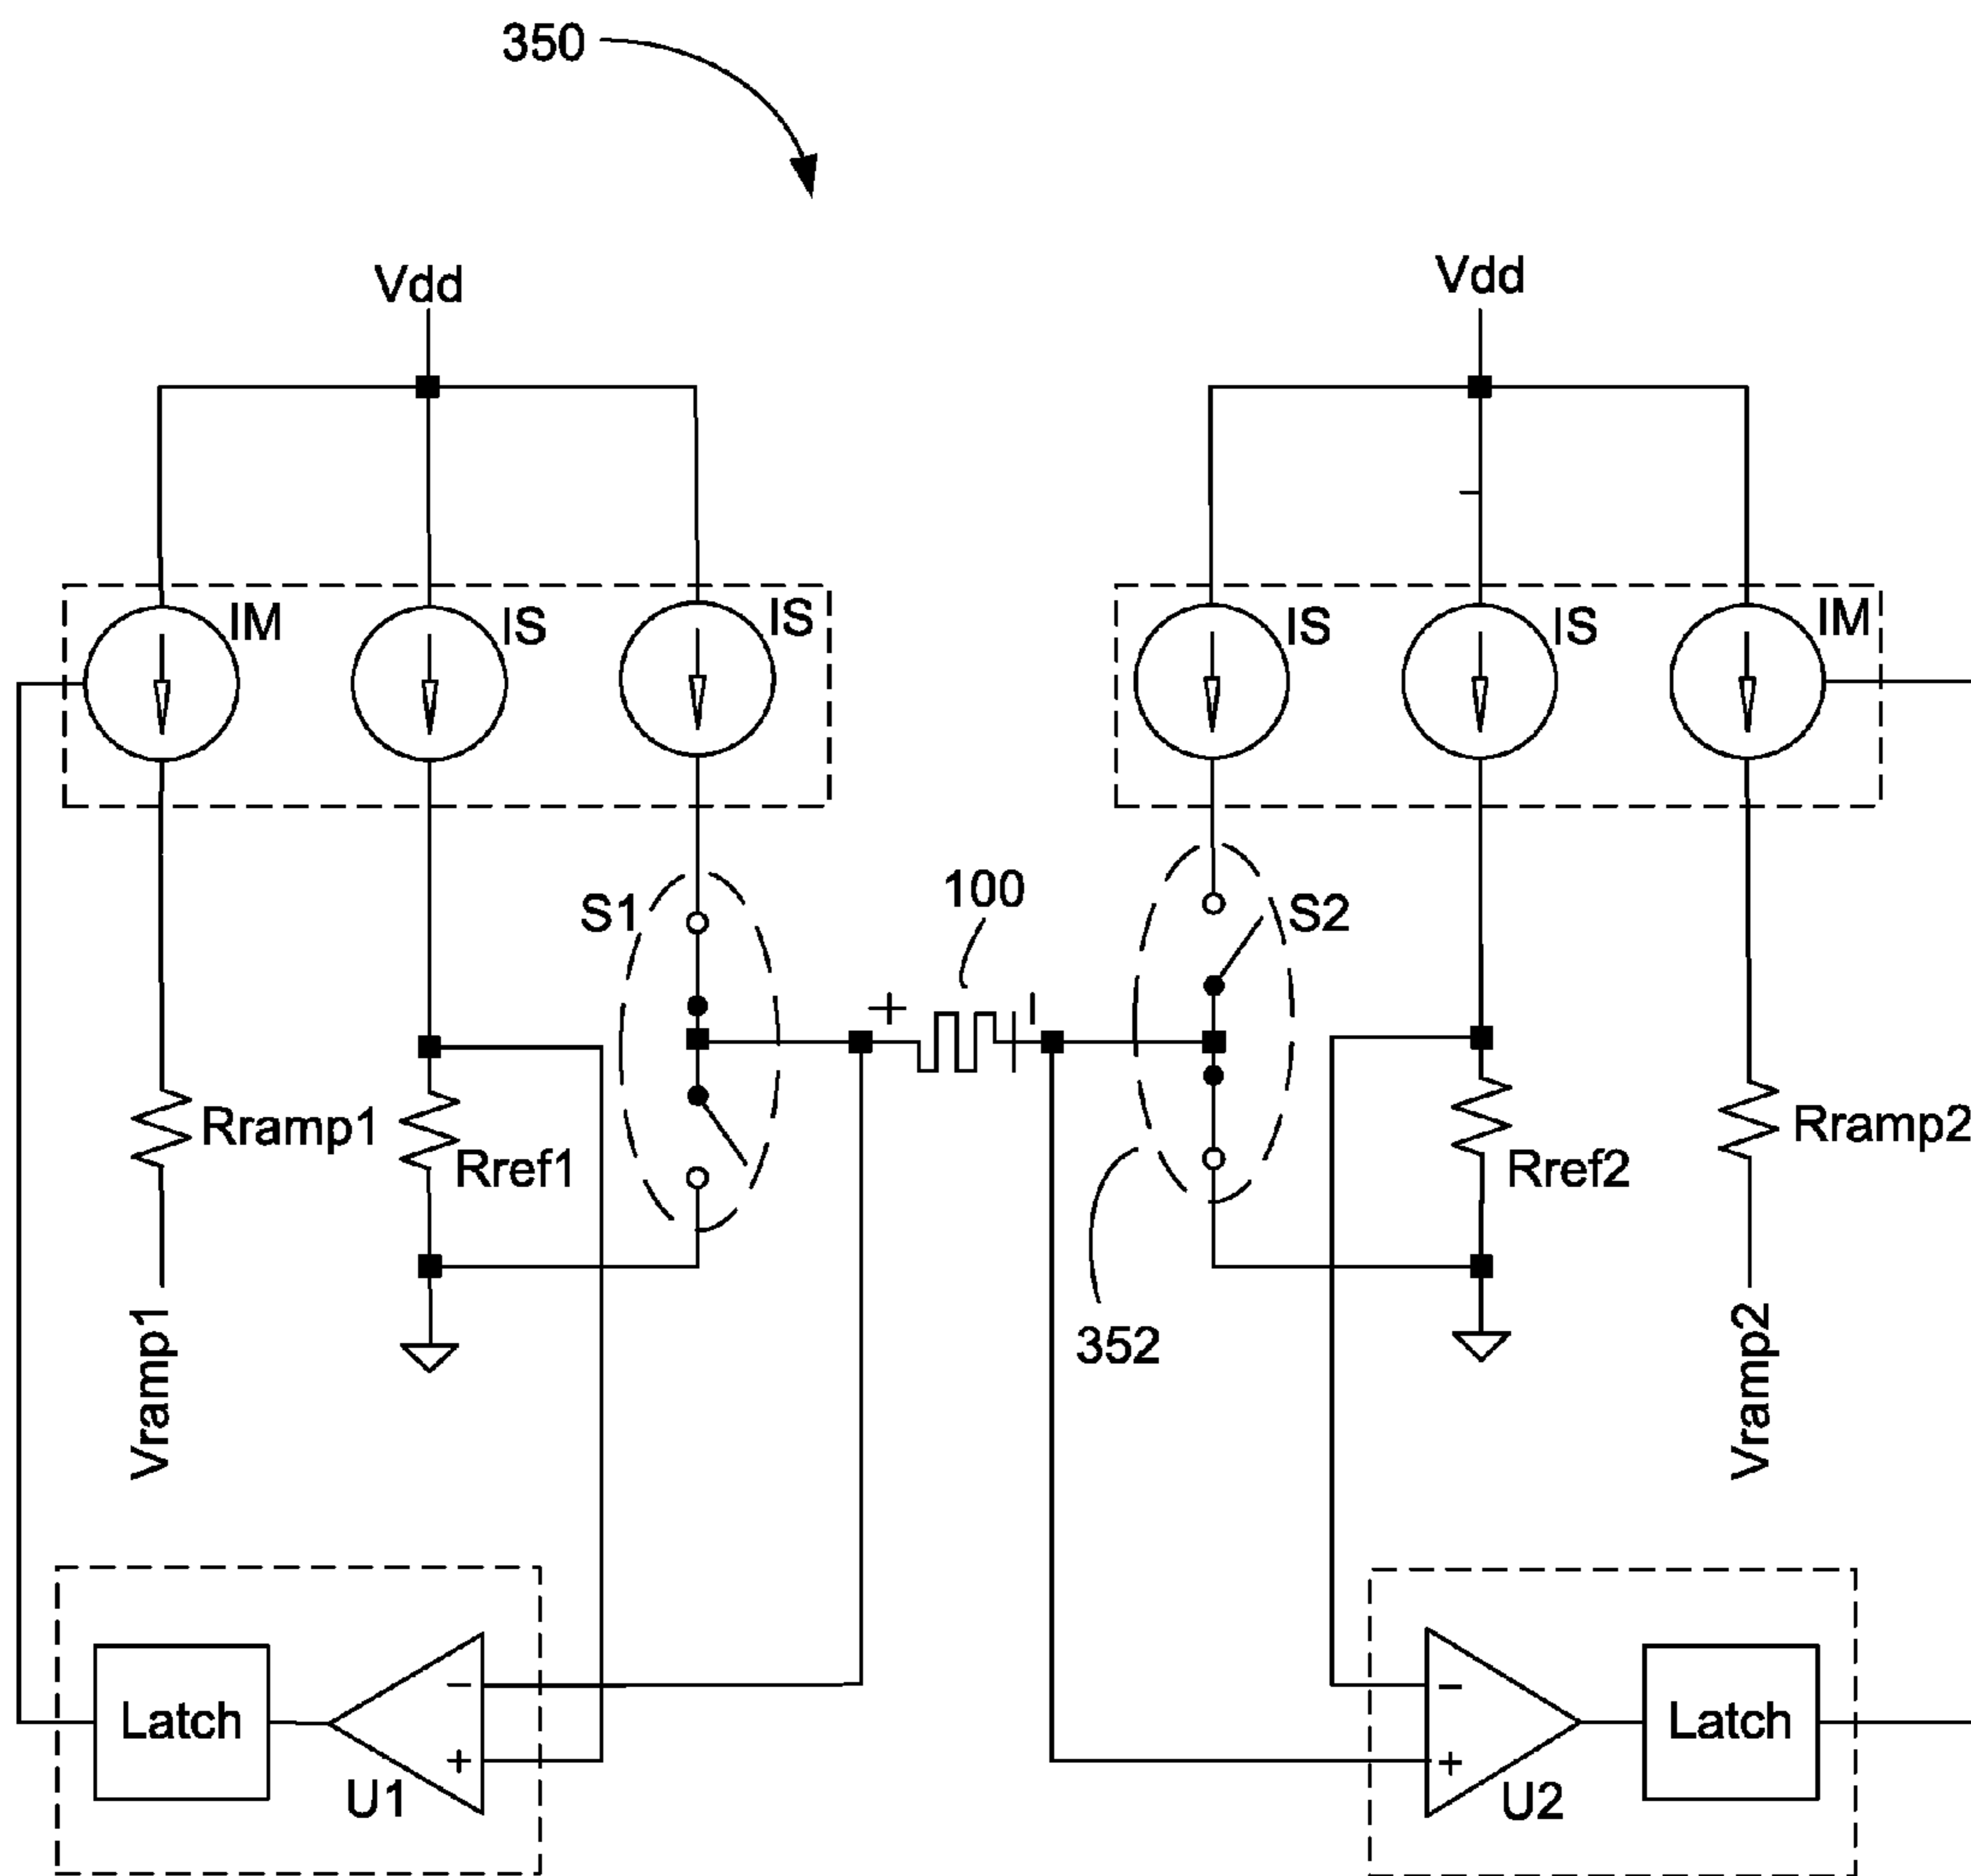 350
Vdd
Vdd
IM
IS
IS
IS
IS
IM
S1
100
S2
+
−
Rramp1
Rref1
Rref2
Rramp2
352
Vramp1
Vramp2
Latch
−
+
U1
−
+
U2
Latch